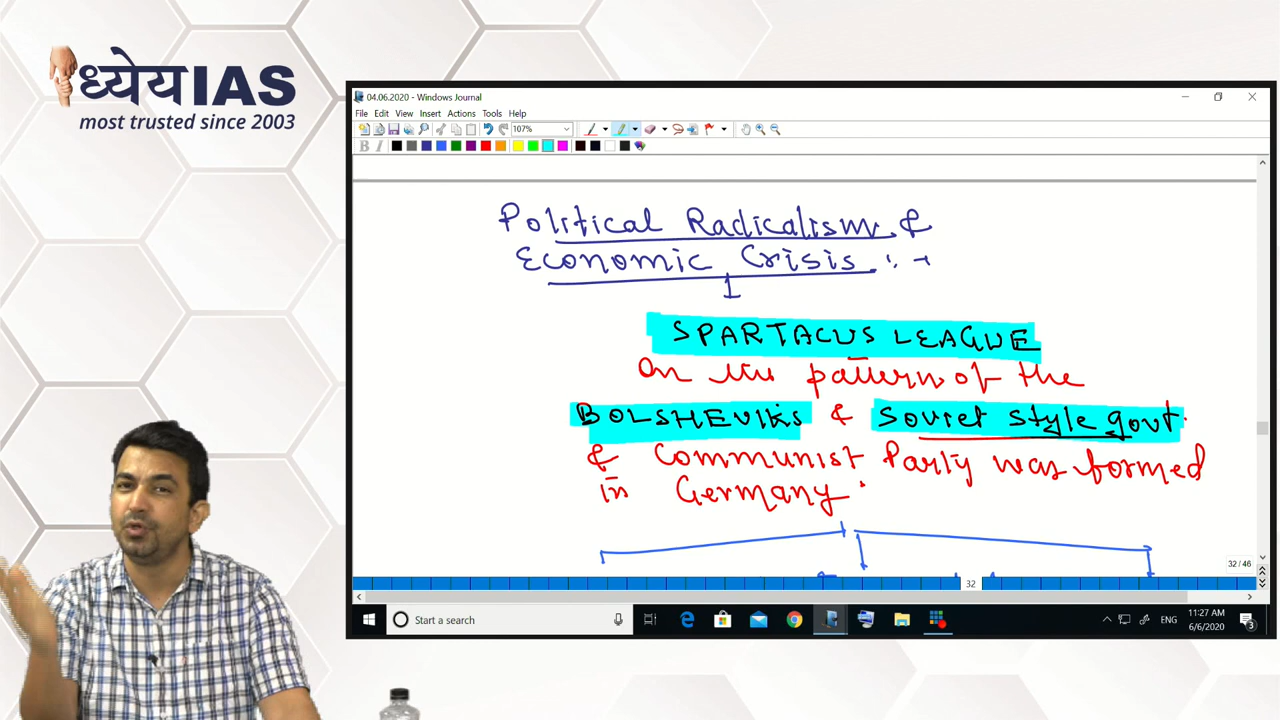 ध्येय IAS
most trusted since 2003
04.06.2020 - Windows Journal
File Edit View Insert Actions Tools Help
107%
B I
Political Radicalism &
Economic Crisis :→
SPARTACUS LEAGUE
On the pattern of the
BOLSHEVIKS & Soviet style govt.
& Communist Party was formed
in Germany.
32 / 46
32
Start a search
ENG
11:27 AM
6/6/2020
3